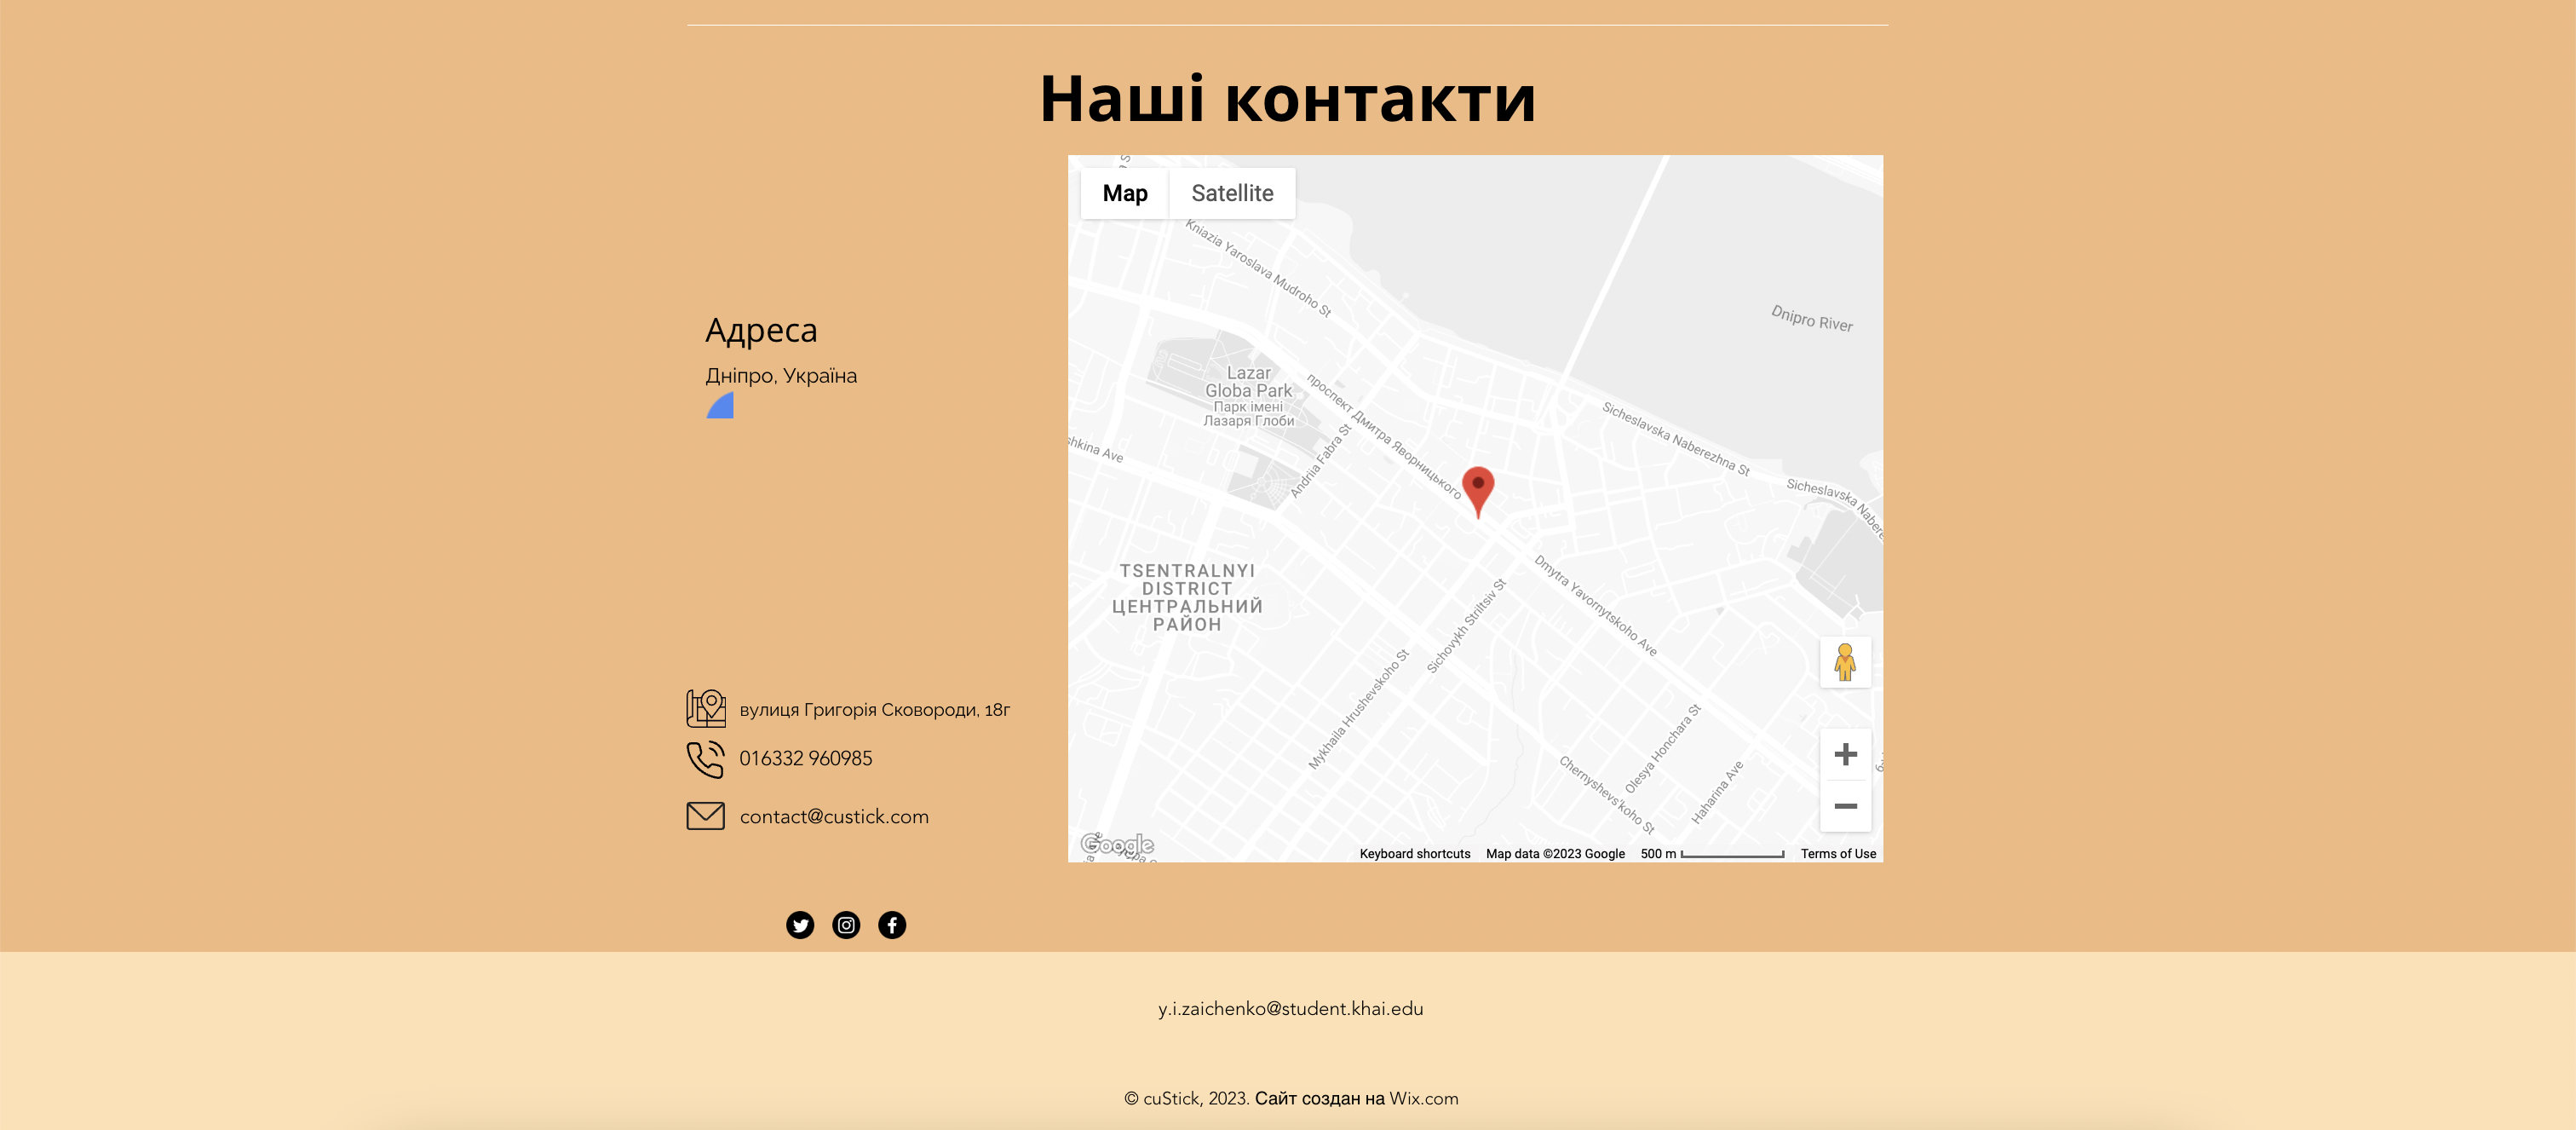 Наші контакти
Адреса
Дніпро, Україна
вулиця Григорія Сковороди, 18г
016332 960985
contact@custick.com
Map
Satellite
Kniazia Yaroslava Mudroho St
Dnipro River
Lazar
Globa Park
Парк імені
Лазаря Глоби
проспект Дмитра Яворницького
Sicheslavska Naberezhna St
shkina Ave
Andriia Fabra St
Sicheslavska Nabere
TSENTRALNYI
DISTRICT
ЦЕНТРАЛЬНИЙ
РАЙОН
Dmytra Yavornytskoho Ave
Sichovykh Striltsiv St
Mykhaila Hrushevskoho St
Olesya Honchara St
Chernyshevs'koho St
Haharina Ave
Google
Keyboard shortcuts
Map data ©2023 Google
500 m
Terms of Use
y.i.zaichenko@student.khai.edu
© cuStick, 2023. Сайт создан на Wix.com